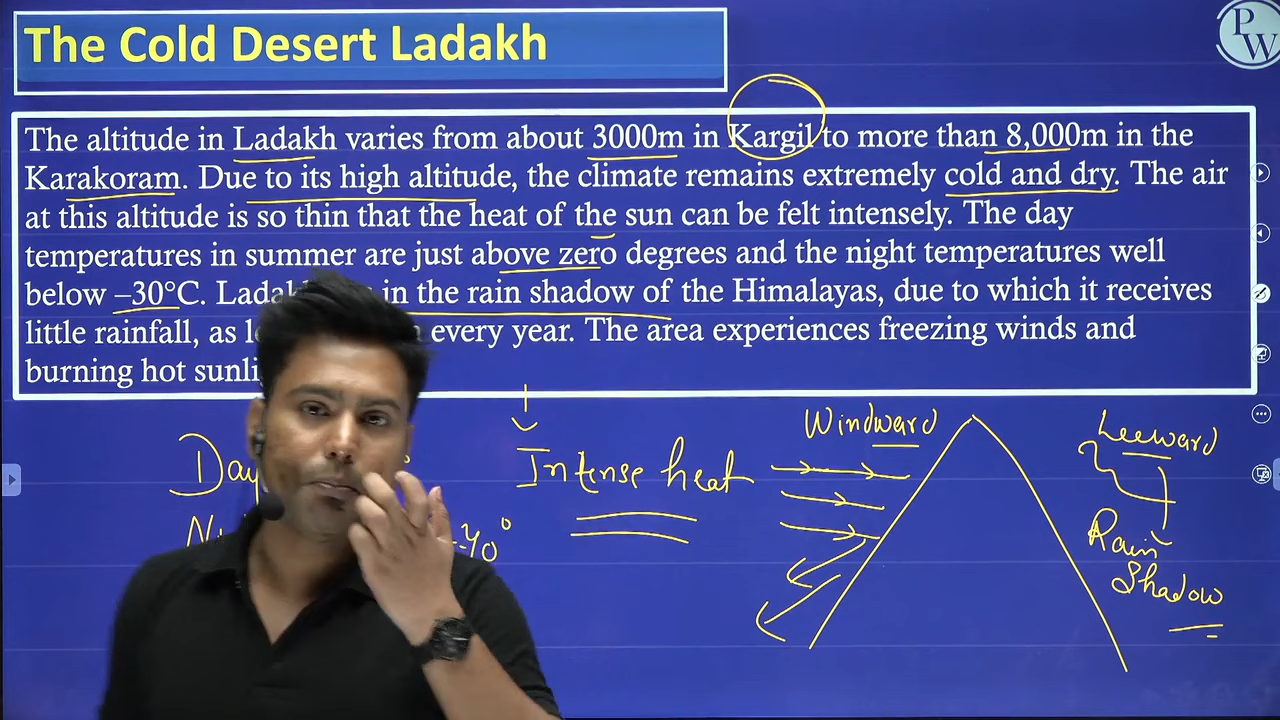 The Cold Desert Ladakh
PW
The altitude in Ladakh varies from about 3000m in Kargil to more than 8,000m in the
Karakoram. Due to its high altitude, the climate remains extremely cold and dry. The air
at this altitude is so thin that the heat of the sun can be felt intensely. The day
temperatures in summer are just above zero degrees and the night temperatures well
below –30°C. in the rain shadow of the Himalayas, due to which it receives
little rainfall, as every year. The area experiences freezing winds and
burning hot
Day
Intense heat
Windward
Leeward
Rain
Shadow